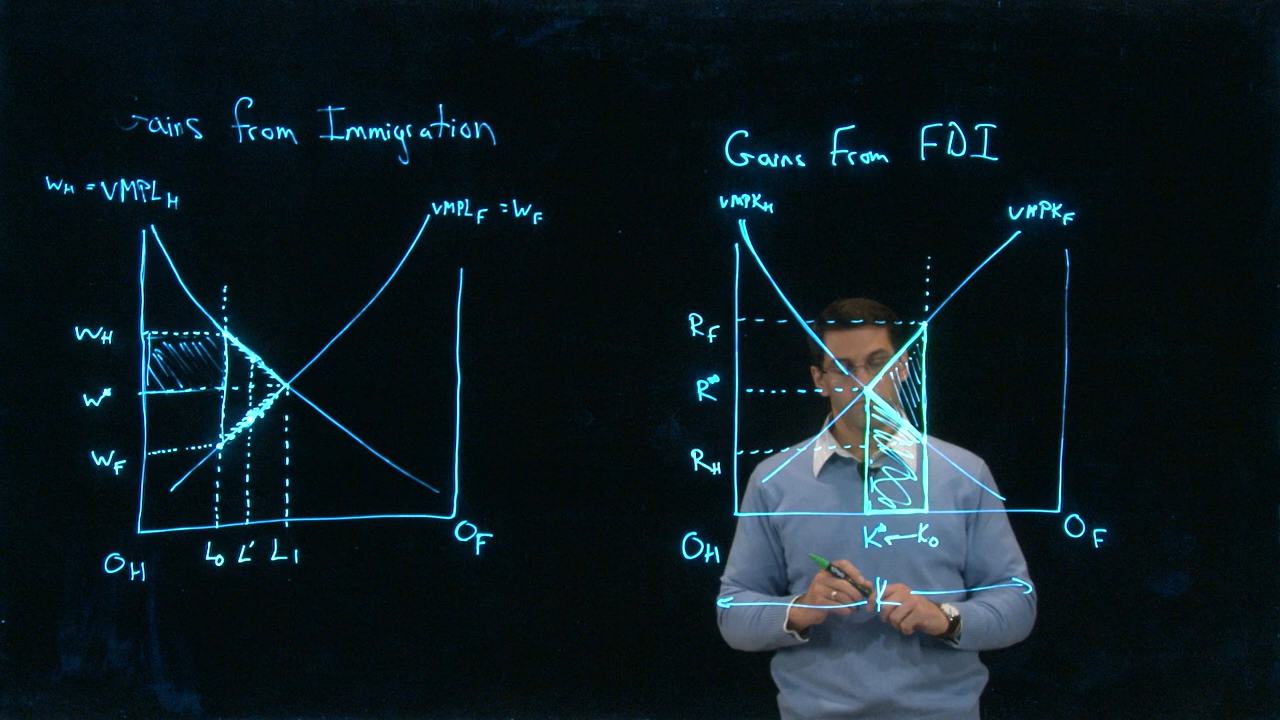 Gains from Immigration
W_H = VMPL_H
VMPL_F = W_F
W_H
W*
W_F
O_H
L_0 L' L_1
O_F
Gains From FDI
VMPK_H
VMPK_F
R_F
R*
R_H
O_H
K* ← K_0
O_F
K